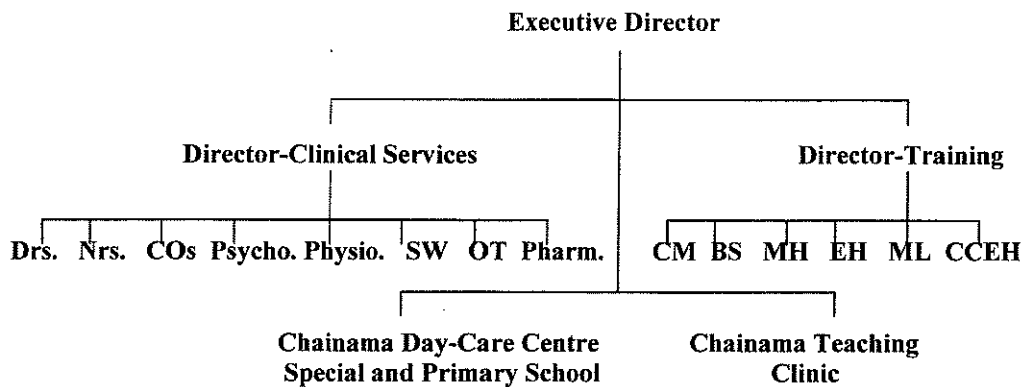 Executive Director
Director-Clinical Services Director-Training
Drs. Nrs. COs Psycho. Physio. SW OT Pharm. CM BS MH EH ML CCEH
Chainama Day-Care Centre Chainama Teaching
Special and Primary School Clinic